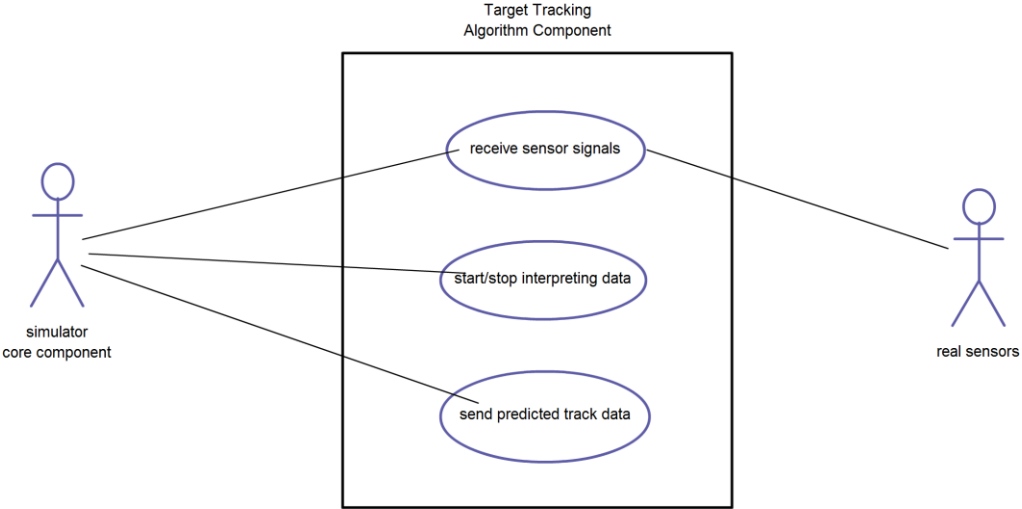 Target Tracking
Algorithm Component
receive sensor signals
start/stop interpreting data
simulator
core component
real sensors
send predicted track data